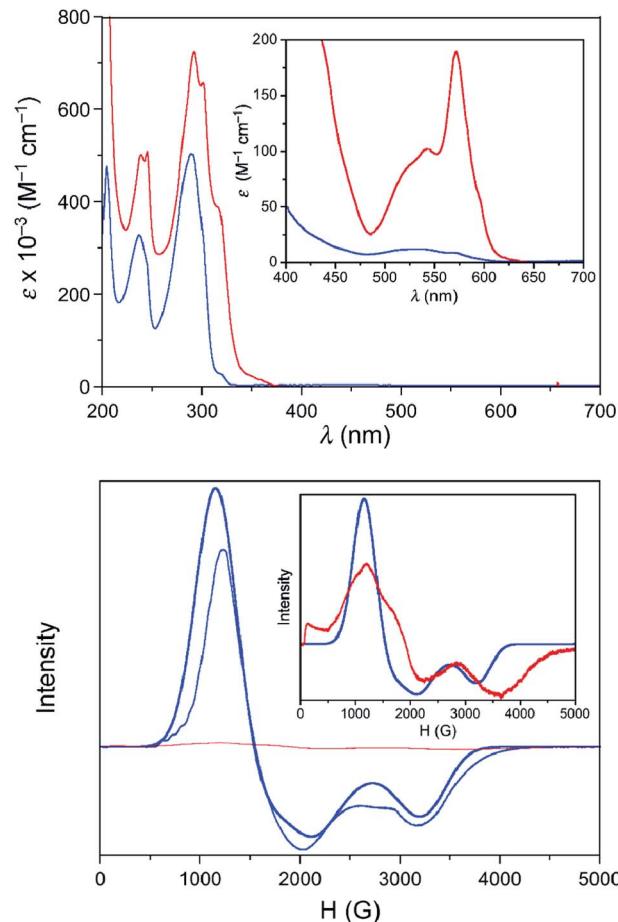 800
600
400
200
0
ε x 10⁻³ (M⁻¹ cm⁻¹)
200 300 400 500 600 700
λ (nm)
200
150
100
50
0
ε (M⁻¹ cm⁻¹)
400 450 500 550 600 650 700
λ (nm)
Intensity
0 1000 2000 3000 4000 5000
H (G)
Intensity
0 1000 2000 3000 4000 5000
H (G)